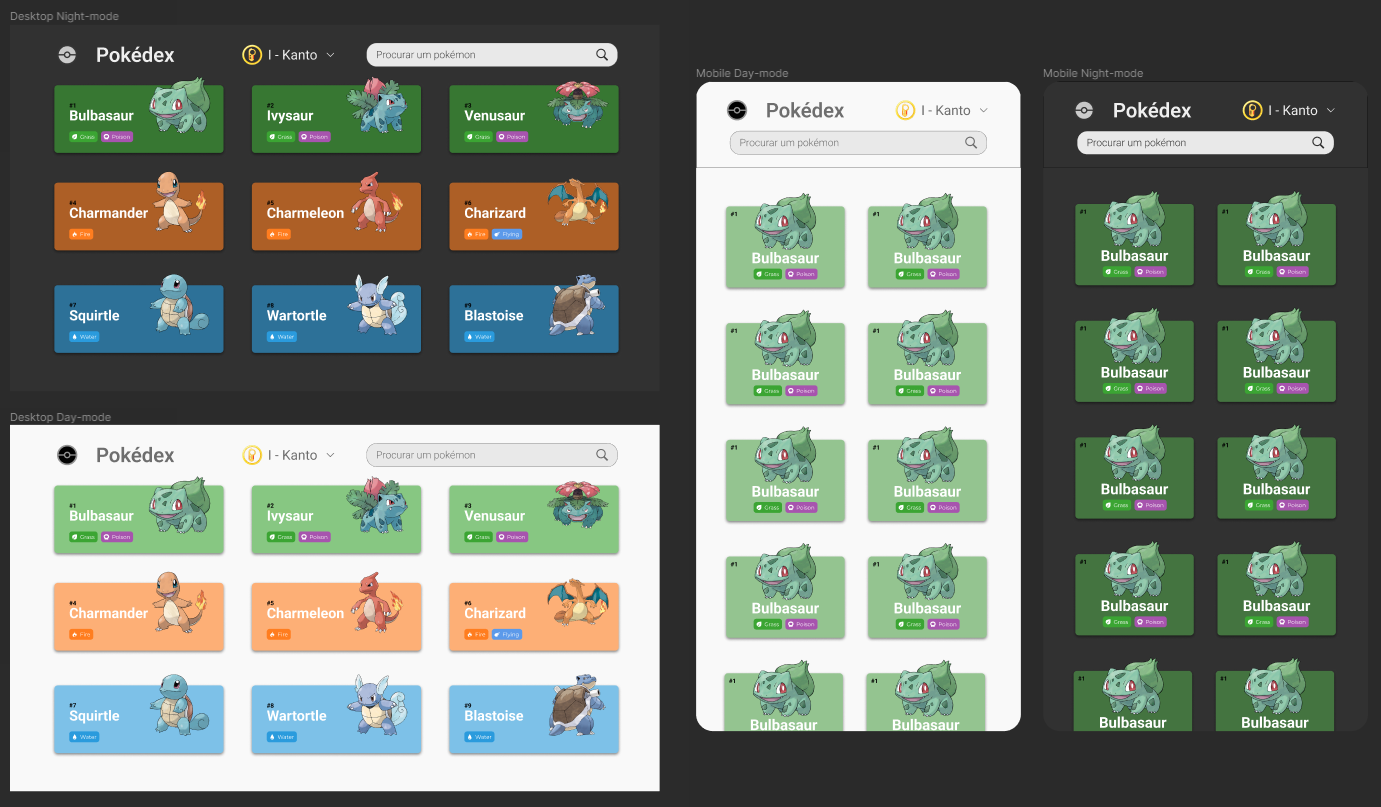 Desktop Night-mode
Pokédex
I - Kanto
Procurar um pokémon
#1
Bulbasaur
Grass
Poison
#2
Ivysaur
Grass
Poison
#3
Venusaur
Grass
Poison
#4
Charmander
Fire
#5
Charmeleon
Fire
#6
Charizard
Fire
Flying
#7
Squirtle
Water
#8
Wartortle
Water
#9
Blastoise
Water
Desktop Day-mode
Pokédex
I - Kanto
Procurar um pokémon
#1
Bulbasaur
Grass
Poison
#2
Ivysaur
Grass
Poison
#3
Venusaur
Grass
Poison
#4
Charmander
Fire
#5
Charmeleon
Fire
#6
Charizard
Fire
Flying
#7
Squirtle
Water
#8
Wartortle
Water
#9
Blastoise
Water
Mobile Day-mode
Pokédex
I - Kanto
Procurar um pokémon
#1
Bulbasaur
Grass
Poison
#1
Bulbasaur
Grass
Poison
#1
Bulbasaur
Grass
Poison
#1
Bulbasaur
Grass
Poison
#1
Bulbasaur
Grass
Poison
#1
Bulbasaur
Grass
Poison
#1
Bulbasaur
Grass
Poison
#1
Bulbasaur
Grass
Poison
#1
Bulbasaur
#1
Bulbasaur
Mobile Night-mode
Pokédex
I - Kanto
Procurar um pokémon
#1
Bulbasaur
Grass
Poison
#1
Bulbasaur
Grass
Poison
#1
Bulbasaur
Grass
Poison
#1
Bulbasaur
Grass
Poison
#1
Bulbasaur
Grass
Poison
#1
Bulbasaur
Grass
Poison
#1
Bulbasaur
Grass
Poison
#1
Bulbasaur
Grass
Poison
#1
Bulbasaur
#1
Bulbasaur